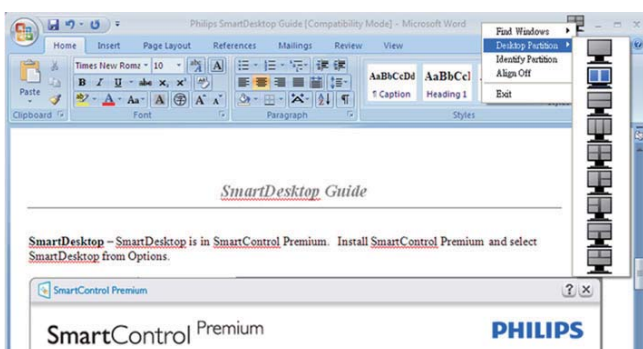 Philips SmartDesktop Guide [Compatibility Mode] - Microsoft Word
Home Insert Page Layout References Mailings Review View
Find Windows
Desktop Partition
Identify Partition
Align Off
Exit
Paste
Times New Roma 10
B I U abe x, x²
Aa A A
AaBbCcDd AaBbCcI
¶ Caption Heading 1
Clipboard Font Paragraph Styles
SmartDesktop Guide
SmartDesktop – SmartDesktop is in SmartControl Premium. Install SmartControl Premium and select
SmartDesktop from Options.
SmartControl Premium
SmartControl Premium
PHILIPS